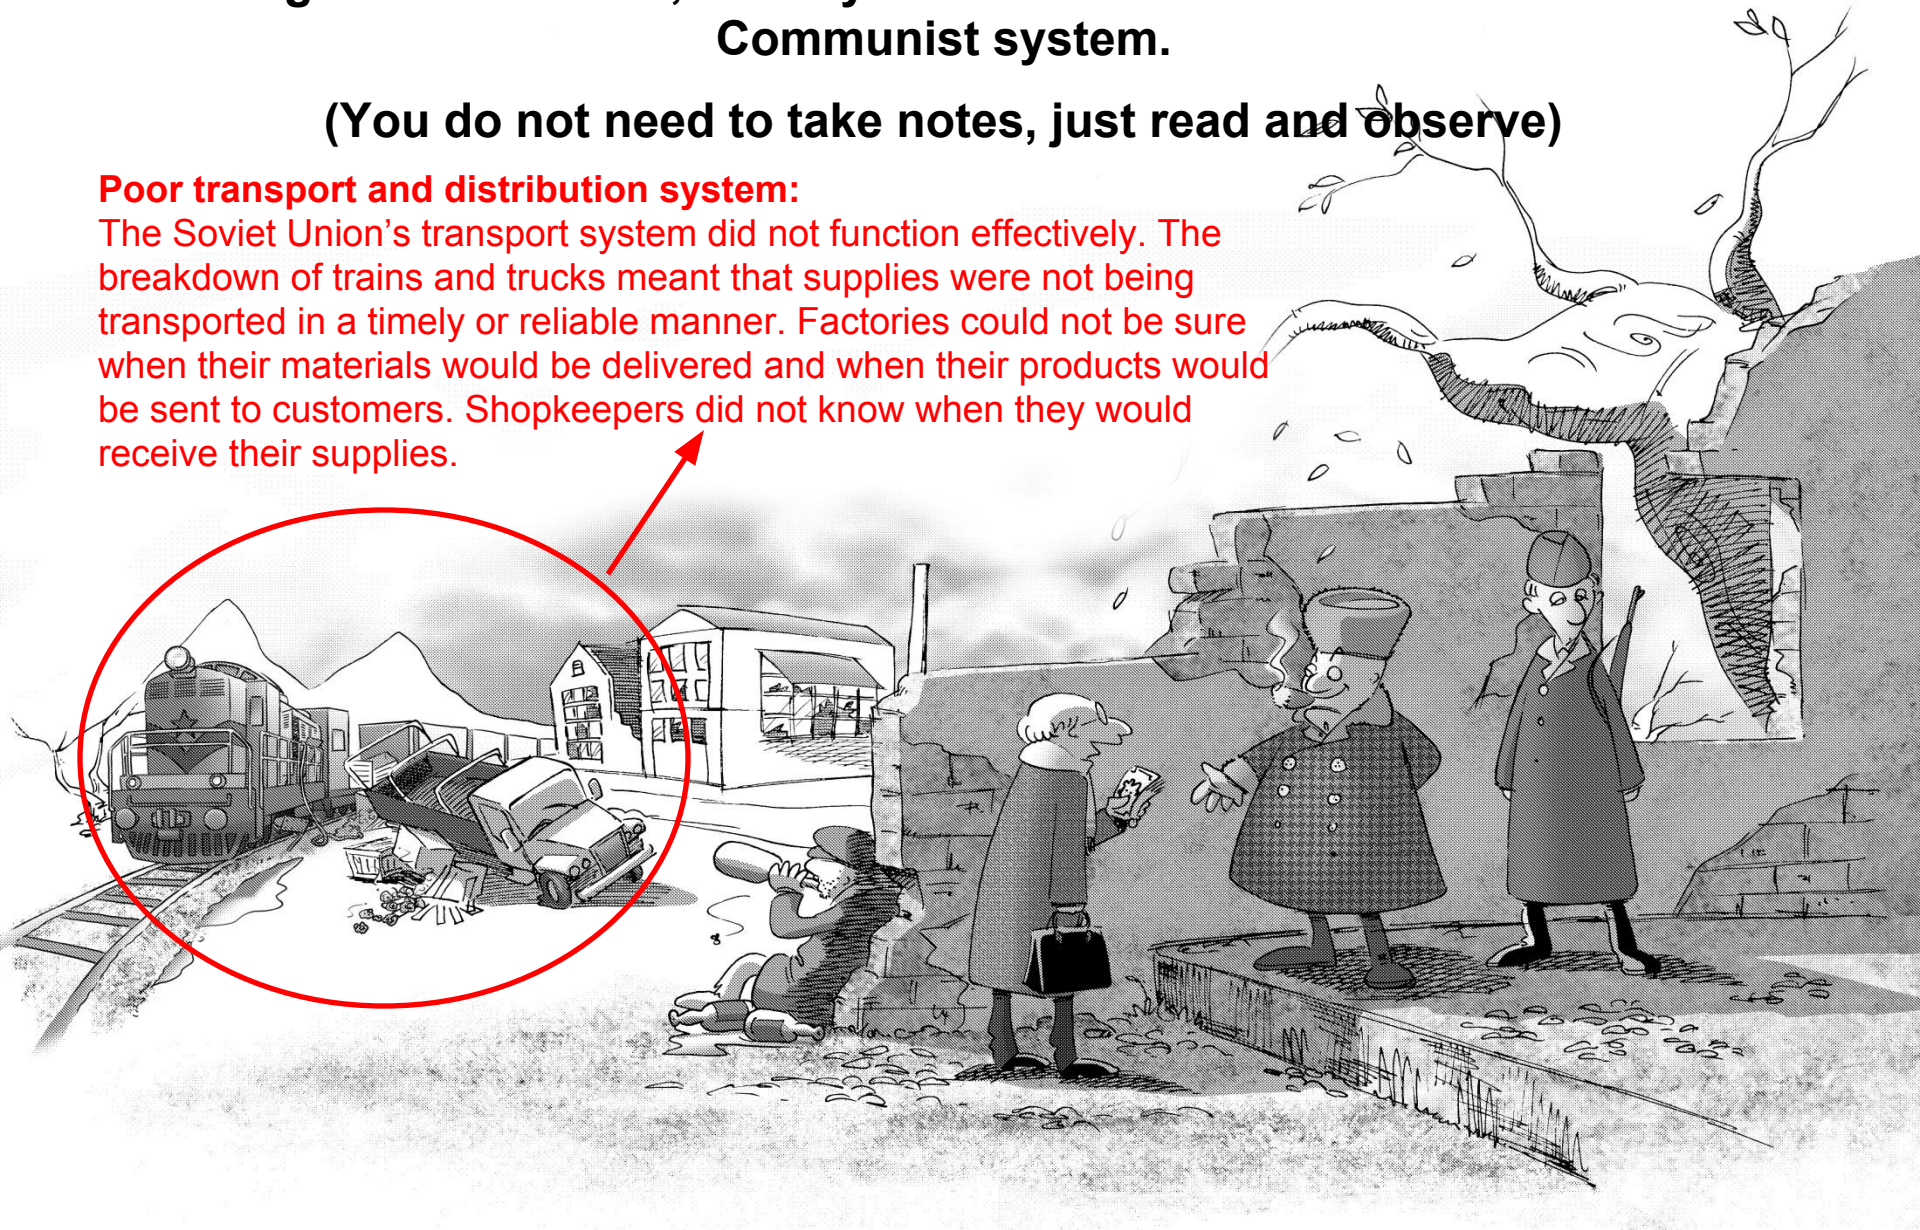 Communist system.
(You do not need to take notes, just read and observe)
Poor transport and distribution system:
The Soviet Union’s transport system did not function effectively. The
breakdown of trains and trucks meant that supplies were not being
transported in a timely or reliable manner. Factories could not be sure
when their materials would be delivered and when their products would
be sent to customers. Shopkeepers did not know when they would
receive their supplies.